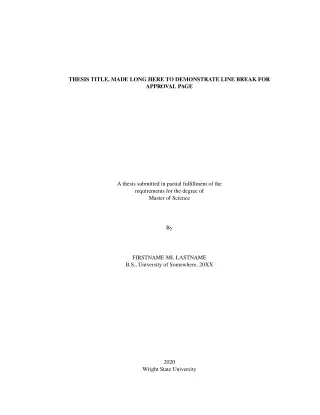 THESIS TITLE, MADE LONG HERE TO DEMONSTRATE LINE BREAK FOR
APPROVAL PAGE
A thesis submitted in partial fulfillment of the
requirements for the degree of
Master of Science
By
FIRSTNAME MI. LASTNAME
B.S., University of Somewhere, 20XX
2020
Wright State University